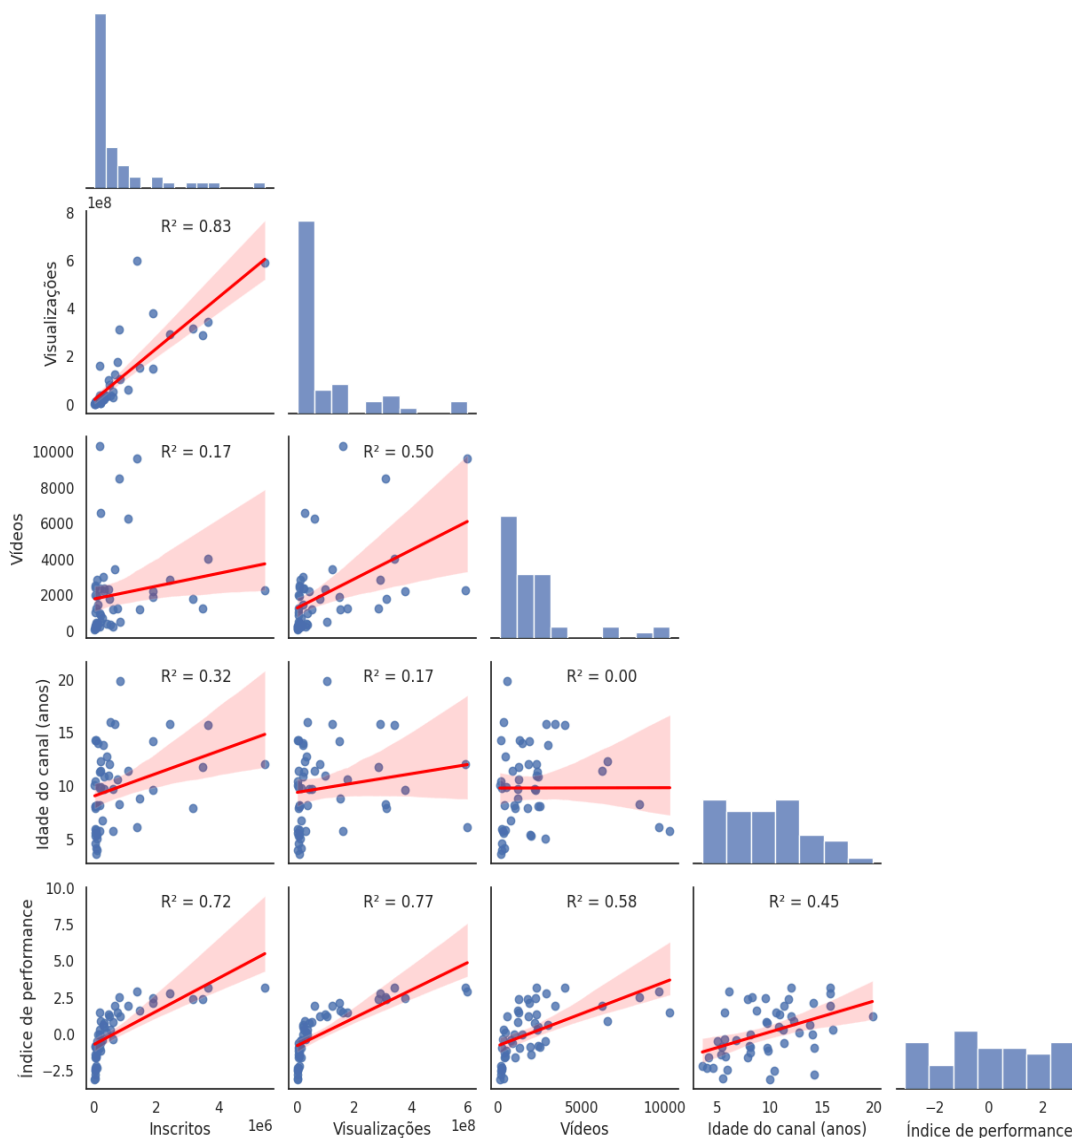 1e8
8
6
4
2
0
Visualizações
R² = 0.83
10000
8000
6000
4000
2000
0
Vídeos
R² = 0.17
R² = 0.50
20
15
10
5
Idade do canal (anos)
R² = 0.32
R² = 0.17
R² = 0.00
10.0
7.5
5.0
2.5
0.0
−2.5
Índice de performance
R² = 0.72
R² = 0.77
R² = 0.58
R² = 0.45
0 2 4
1e6
Inscritos
0 2 4 6
1e8
Visualizações
0 5000 10000
Vídeos
5 10 15 20
Idade do canal (anos)
−2 0 2
Índice de performance